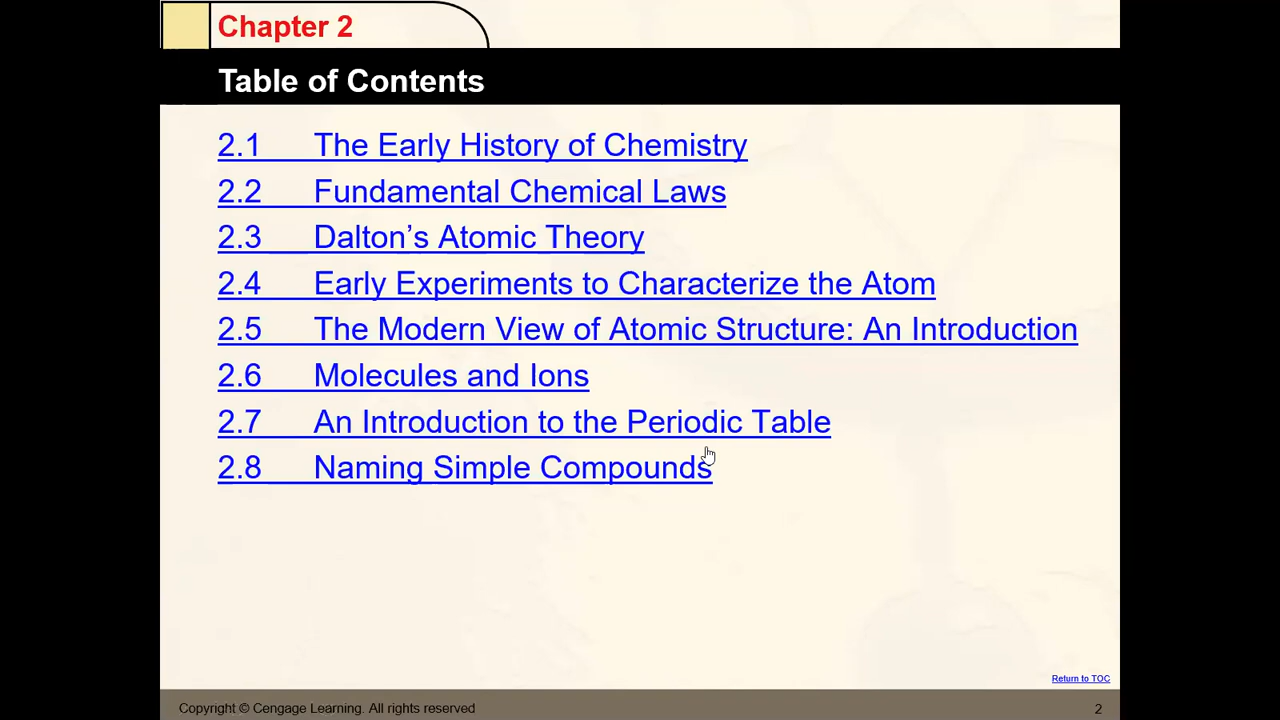 Chapter 2
Table of Contents
2.1 The Early History of Chemistry
2.2 Fundamental Chemical Laws
2.3 Dalton’s Atomic Theory
2.4 Early Experiments to Characterize the Atom
2.5 The Modern View of Atomic Structure: An Introduction
2.6 Molecules and Ions
2.7 An Introduction to the Periodic Table
2.8 Naming Simple Compounds
Return to TOC
Copyright © Cengage Learning. All rights reserved 2